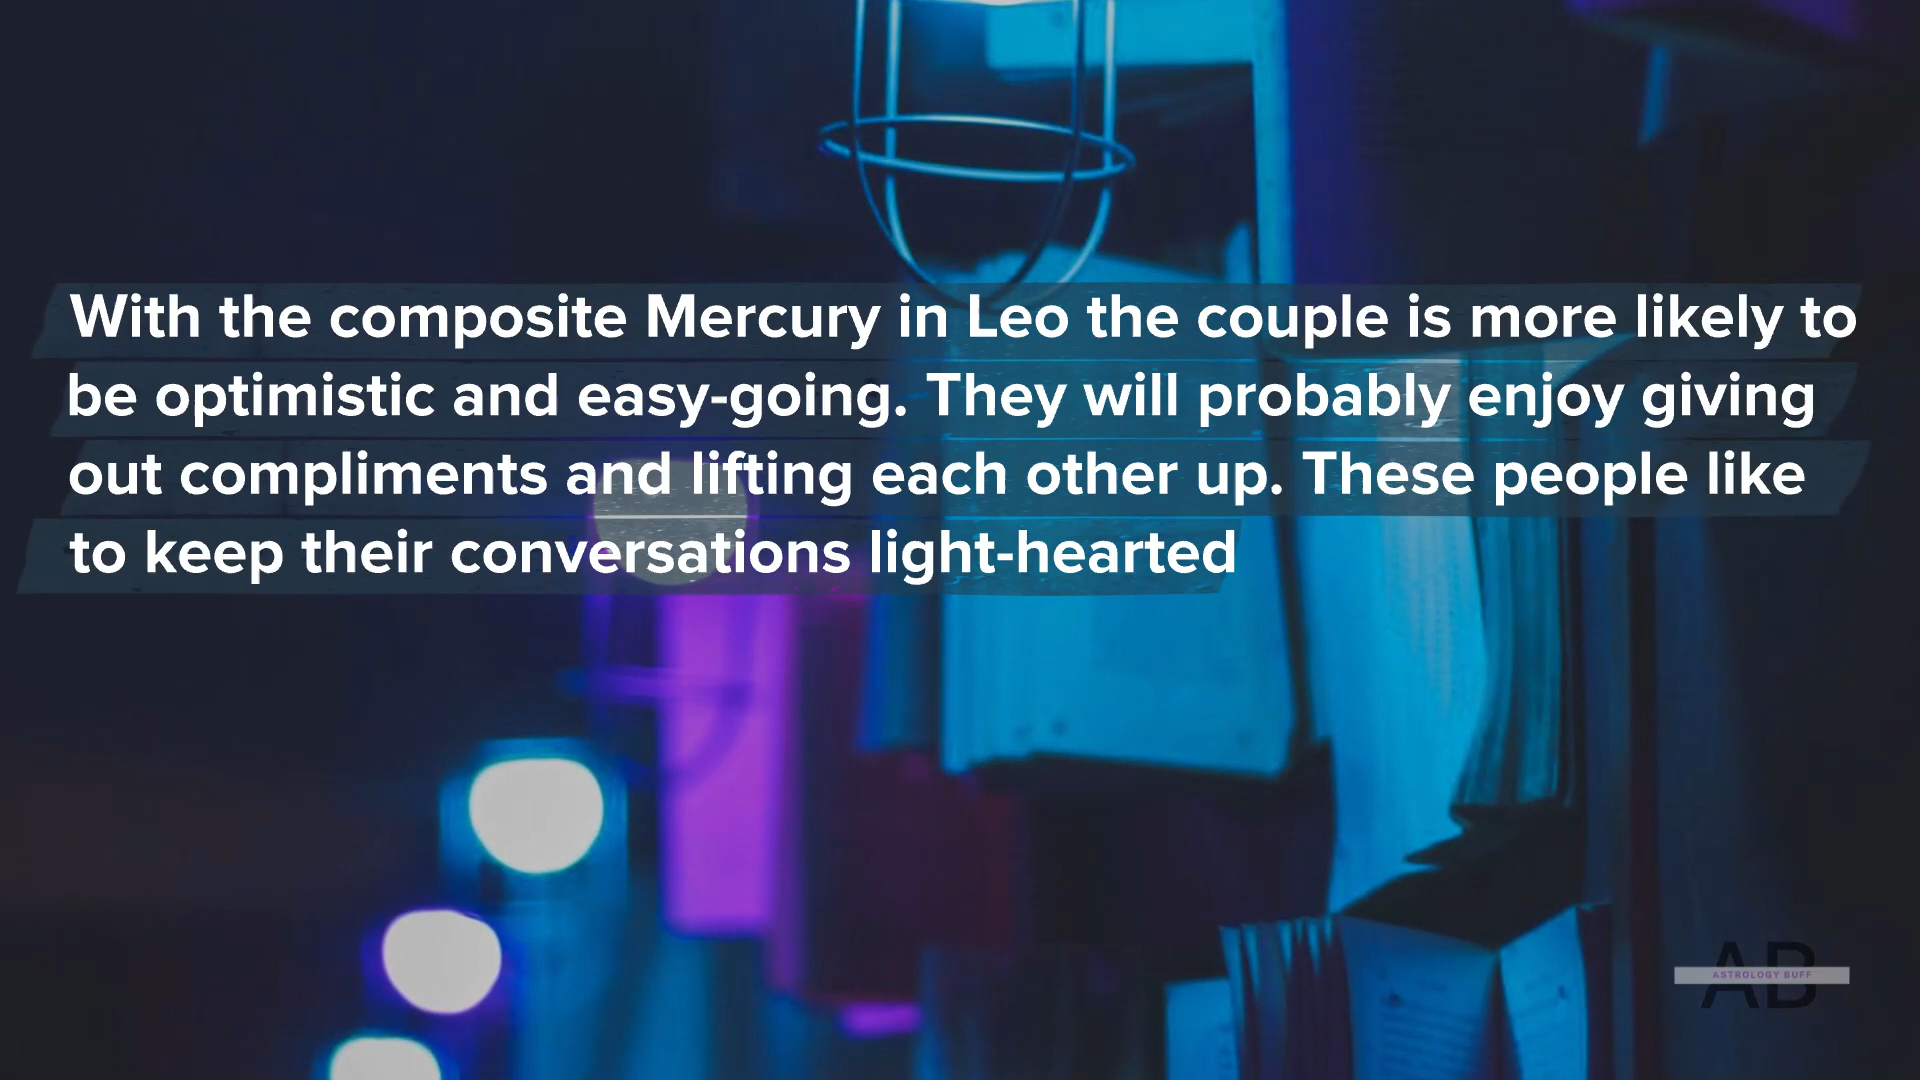 With the composite Mercury in Leo the couple is more likely to
be optimistic and easy-going. They will probably enjoy giving
out compliments and lifting each other up. These people like
to keep their conversations light-hearted
AB
ASTROLOGY BUFF